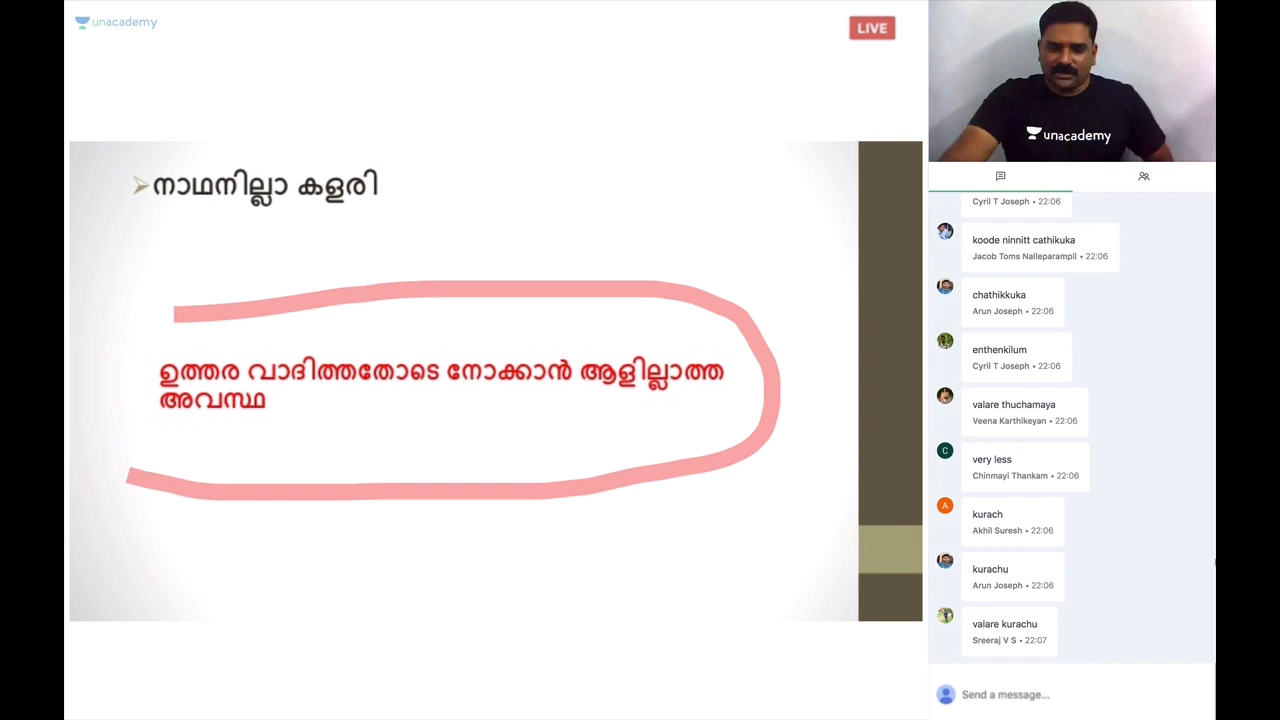 unacademy
LIVE
നാഥനില്ലാ കളരി
ഉത്തര വാദിത്തതോടെ നോക്കാൻ ആളില്ലാത്ത
അവസ്ഥ
unacademy
Cyril T Joseph • 22:06
koode ninnitt cathikuka
Jacob Toms Nalleparampil • 22:06
chathikkuka
Arun Joseph • 22:06
enthenkilum
Cyril T Joseph • 22:06
valare thuchamaya
Veena Karthikeyan • 22:06
C
very less
Chinmayi Thankam • 22:06
A
kurach
Akhil Suresh • 22:06
kurachu
Arun Joseph • 22:06
valare kurachu
Sreeraj V S • 22:07
Send a message...